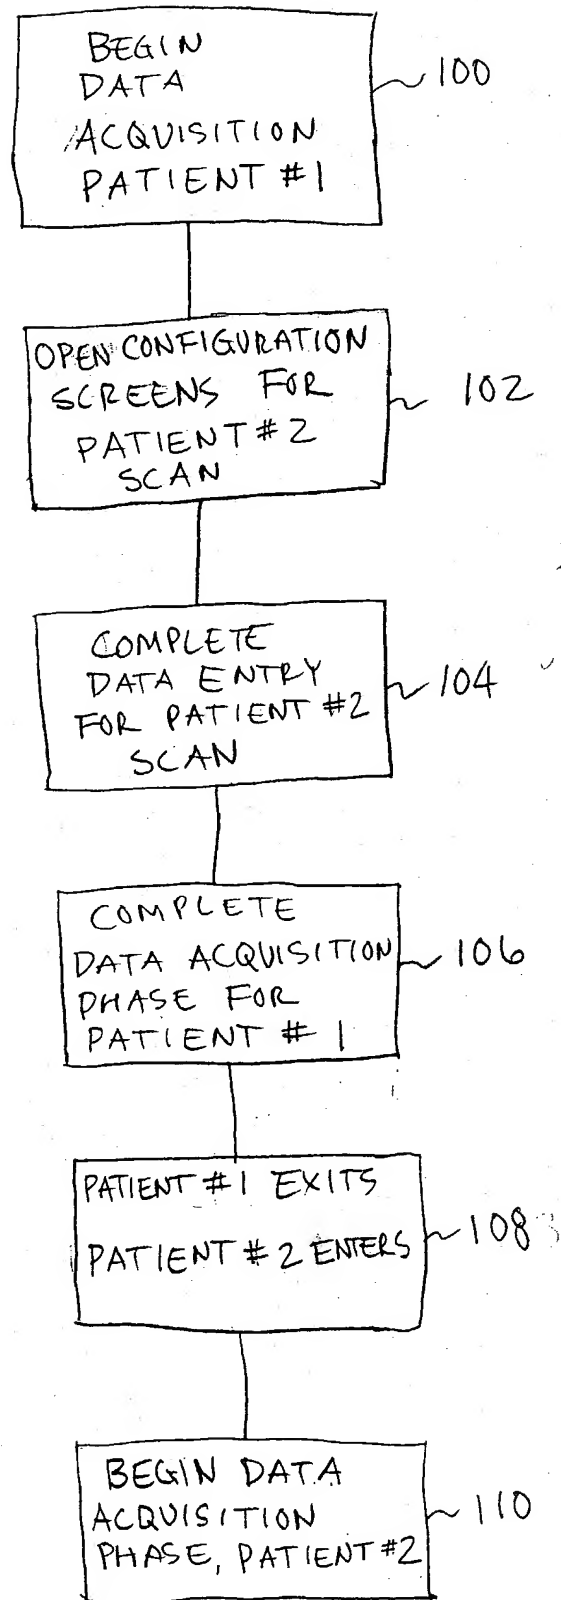 BEGIN
DATA
ACQUISITION
PATIENT #1
100
OPEN CONFIGURATION
SCREENS FOR
PATIENT #2
SCAN
102
COMPLETE
DATA ENTRY
FOR PATIENT #2
SCAN
104
COMPLETE
DATA ACQUISITION
PHASE FOR
PATIENT # 1
106
PATIENT #1 EXITS
PATIENT #2 ENTERS
108
BEGIN DATA
ACQUISITION
PHASE, PATIENT #2
110